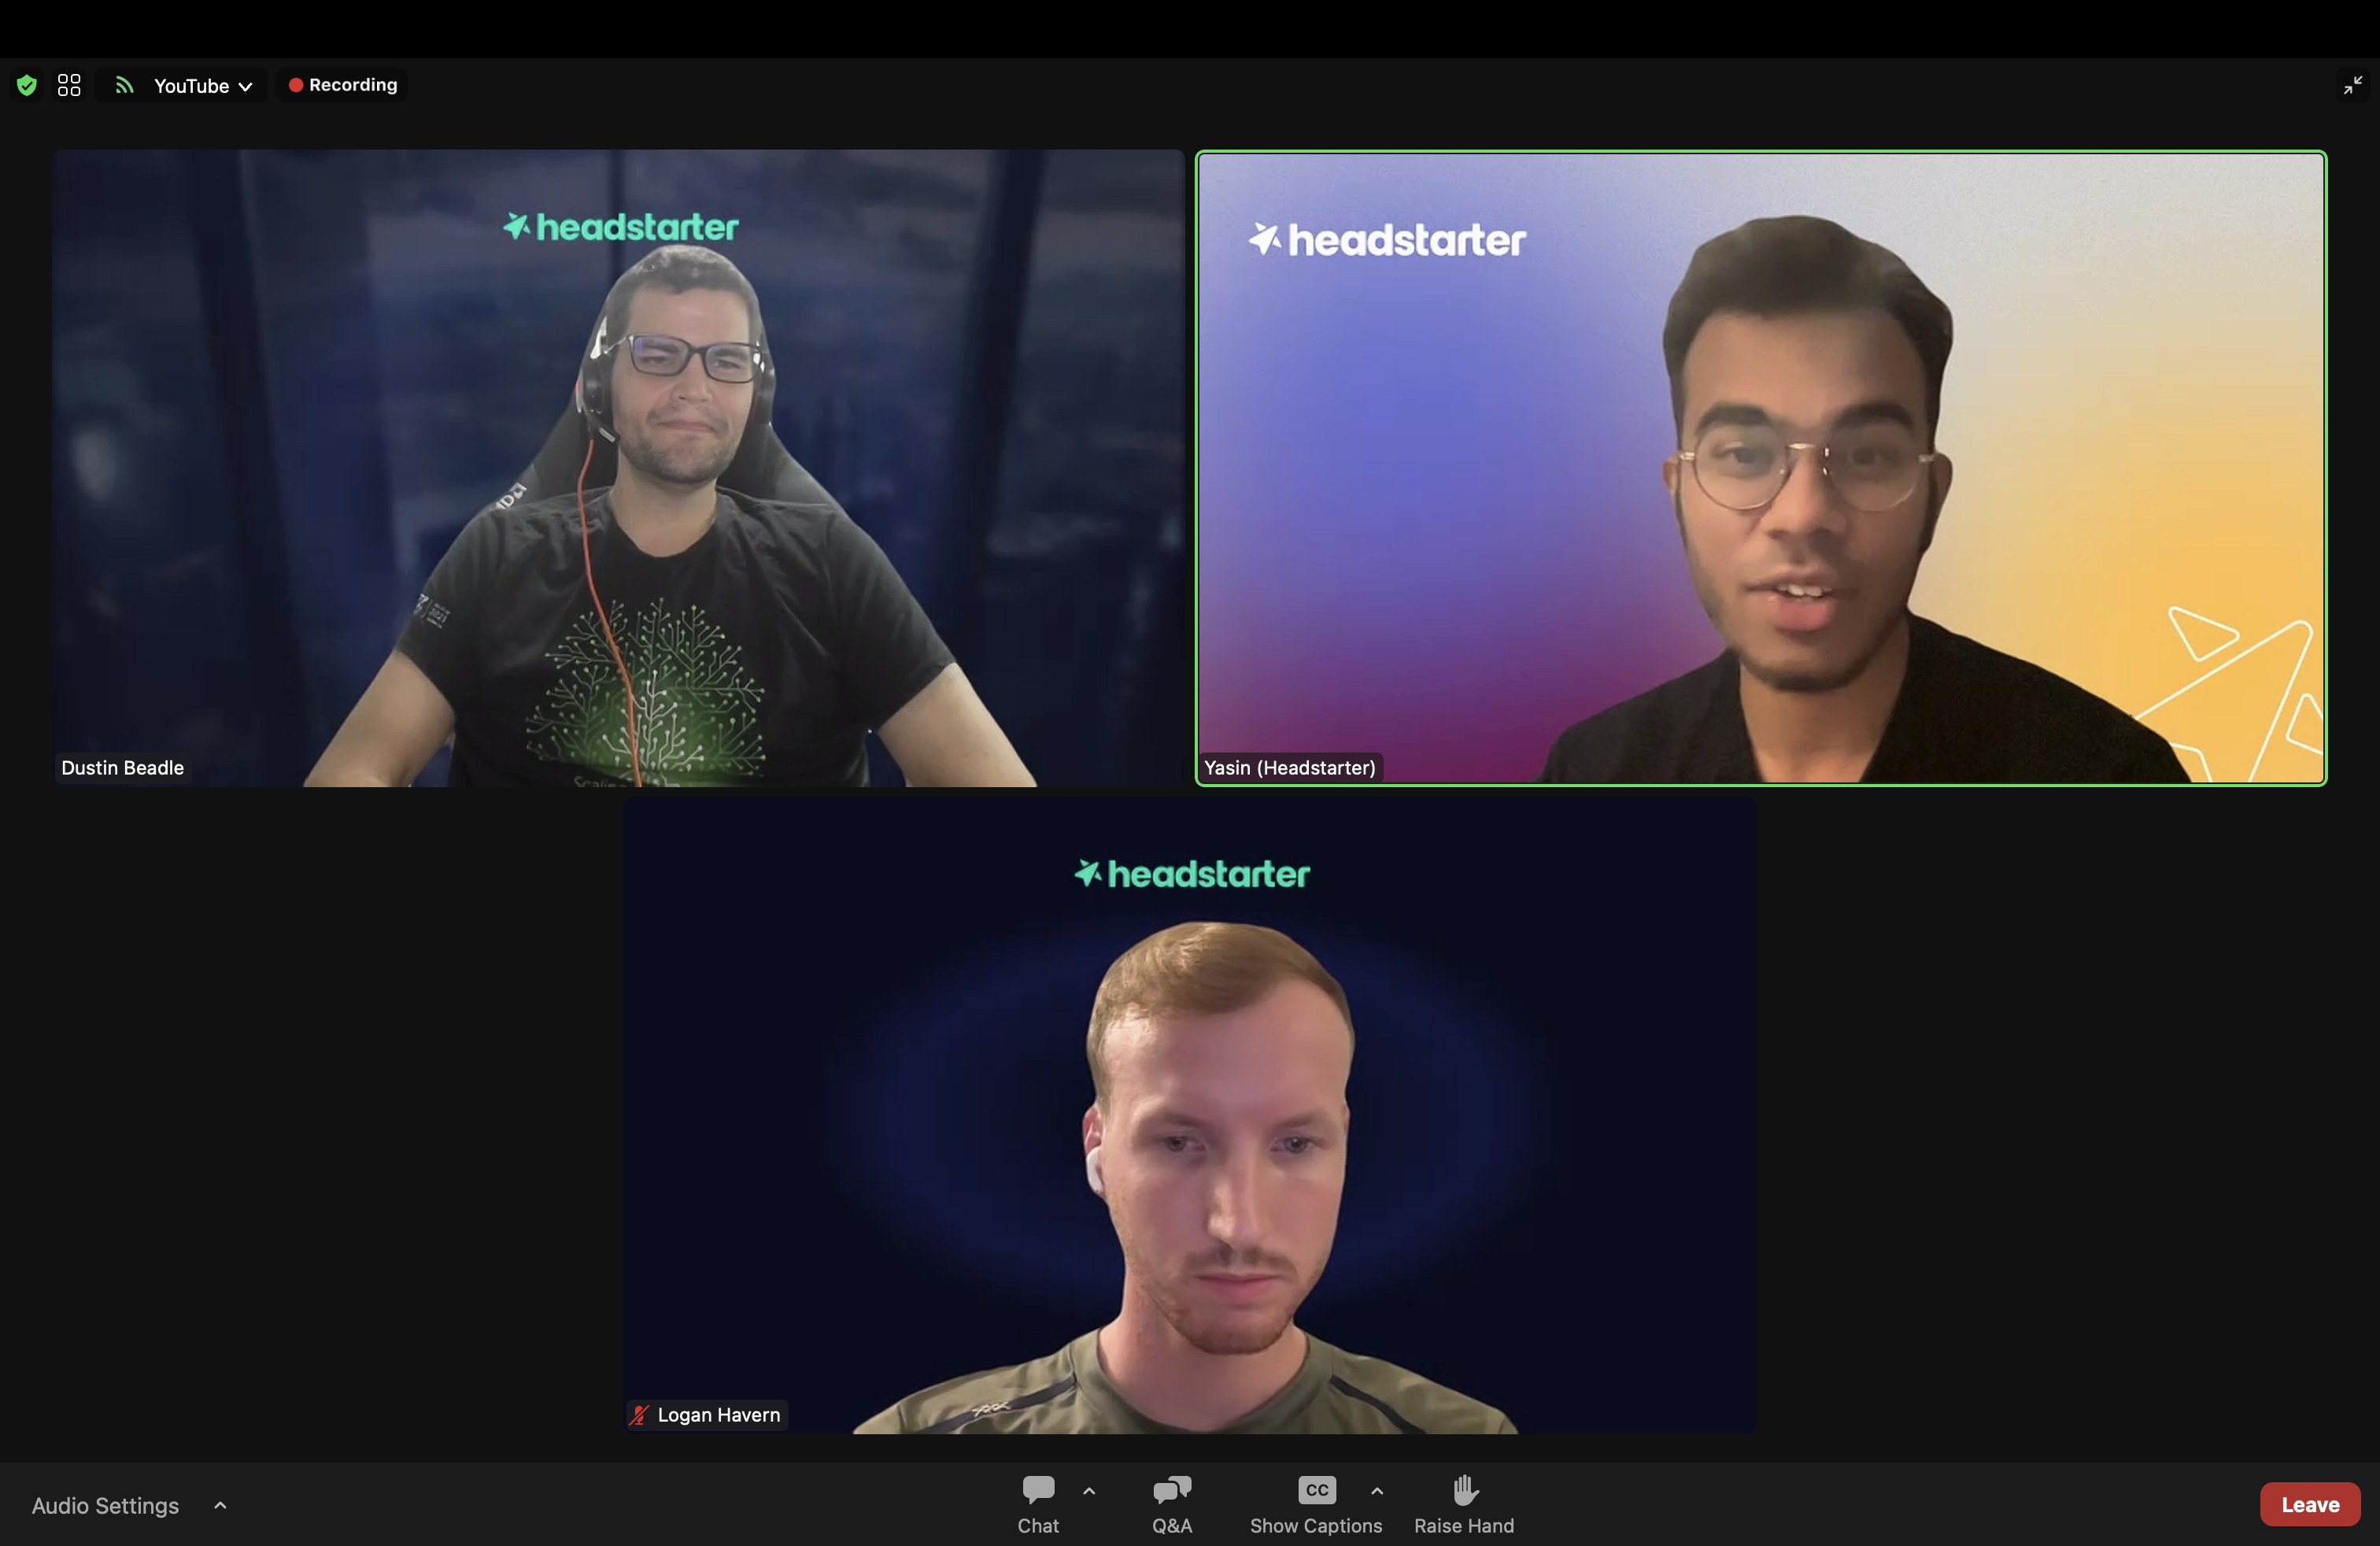 YouTube
Recording
headstarter
headstarter
Dustin Beadle
Yasin (Headstarter)
headstarter
Logan Havern
Audio Settings
Chat
Q&A
CC
Show Captions
Raise Hand
Leave